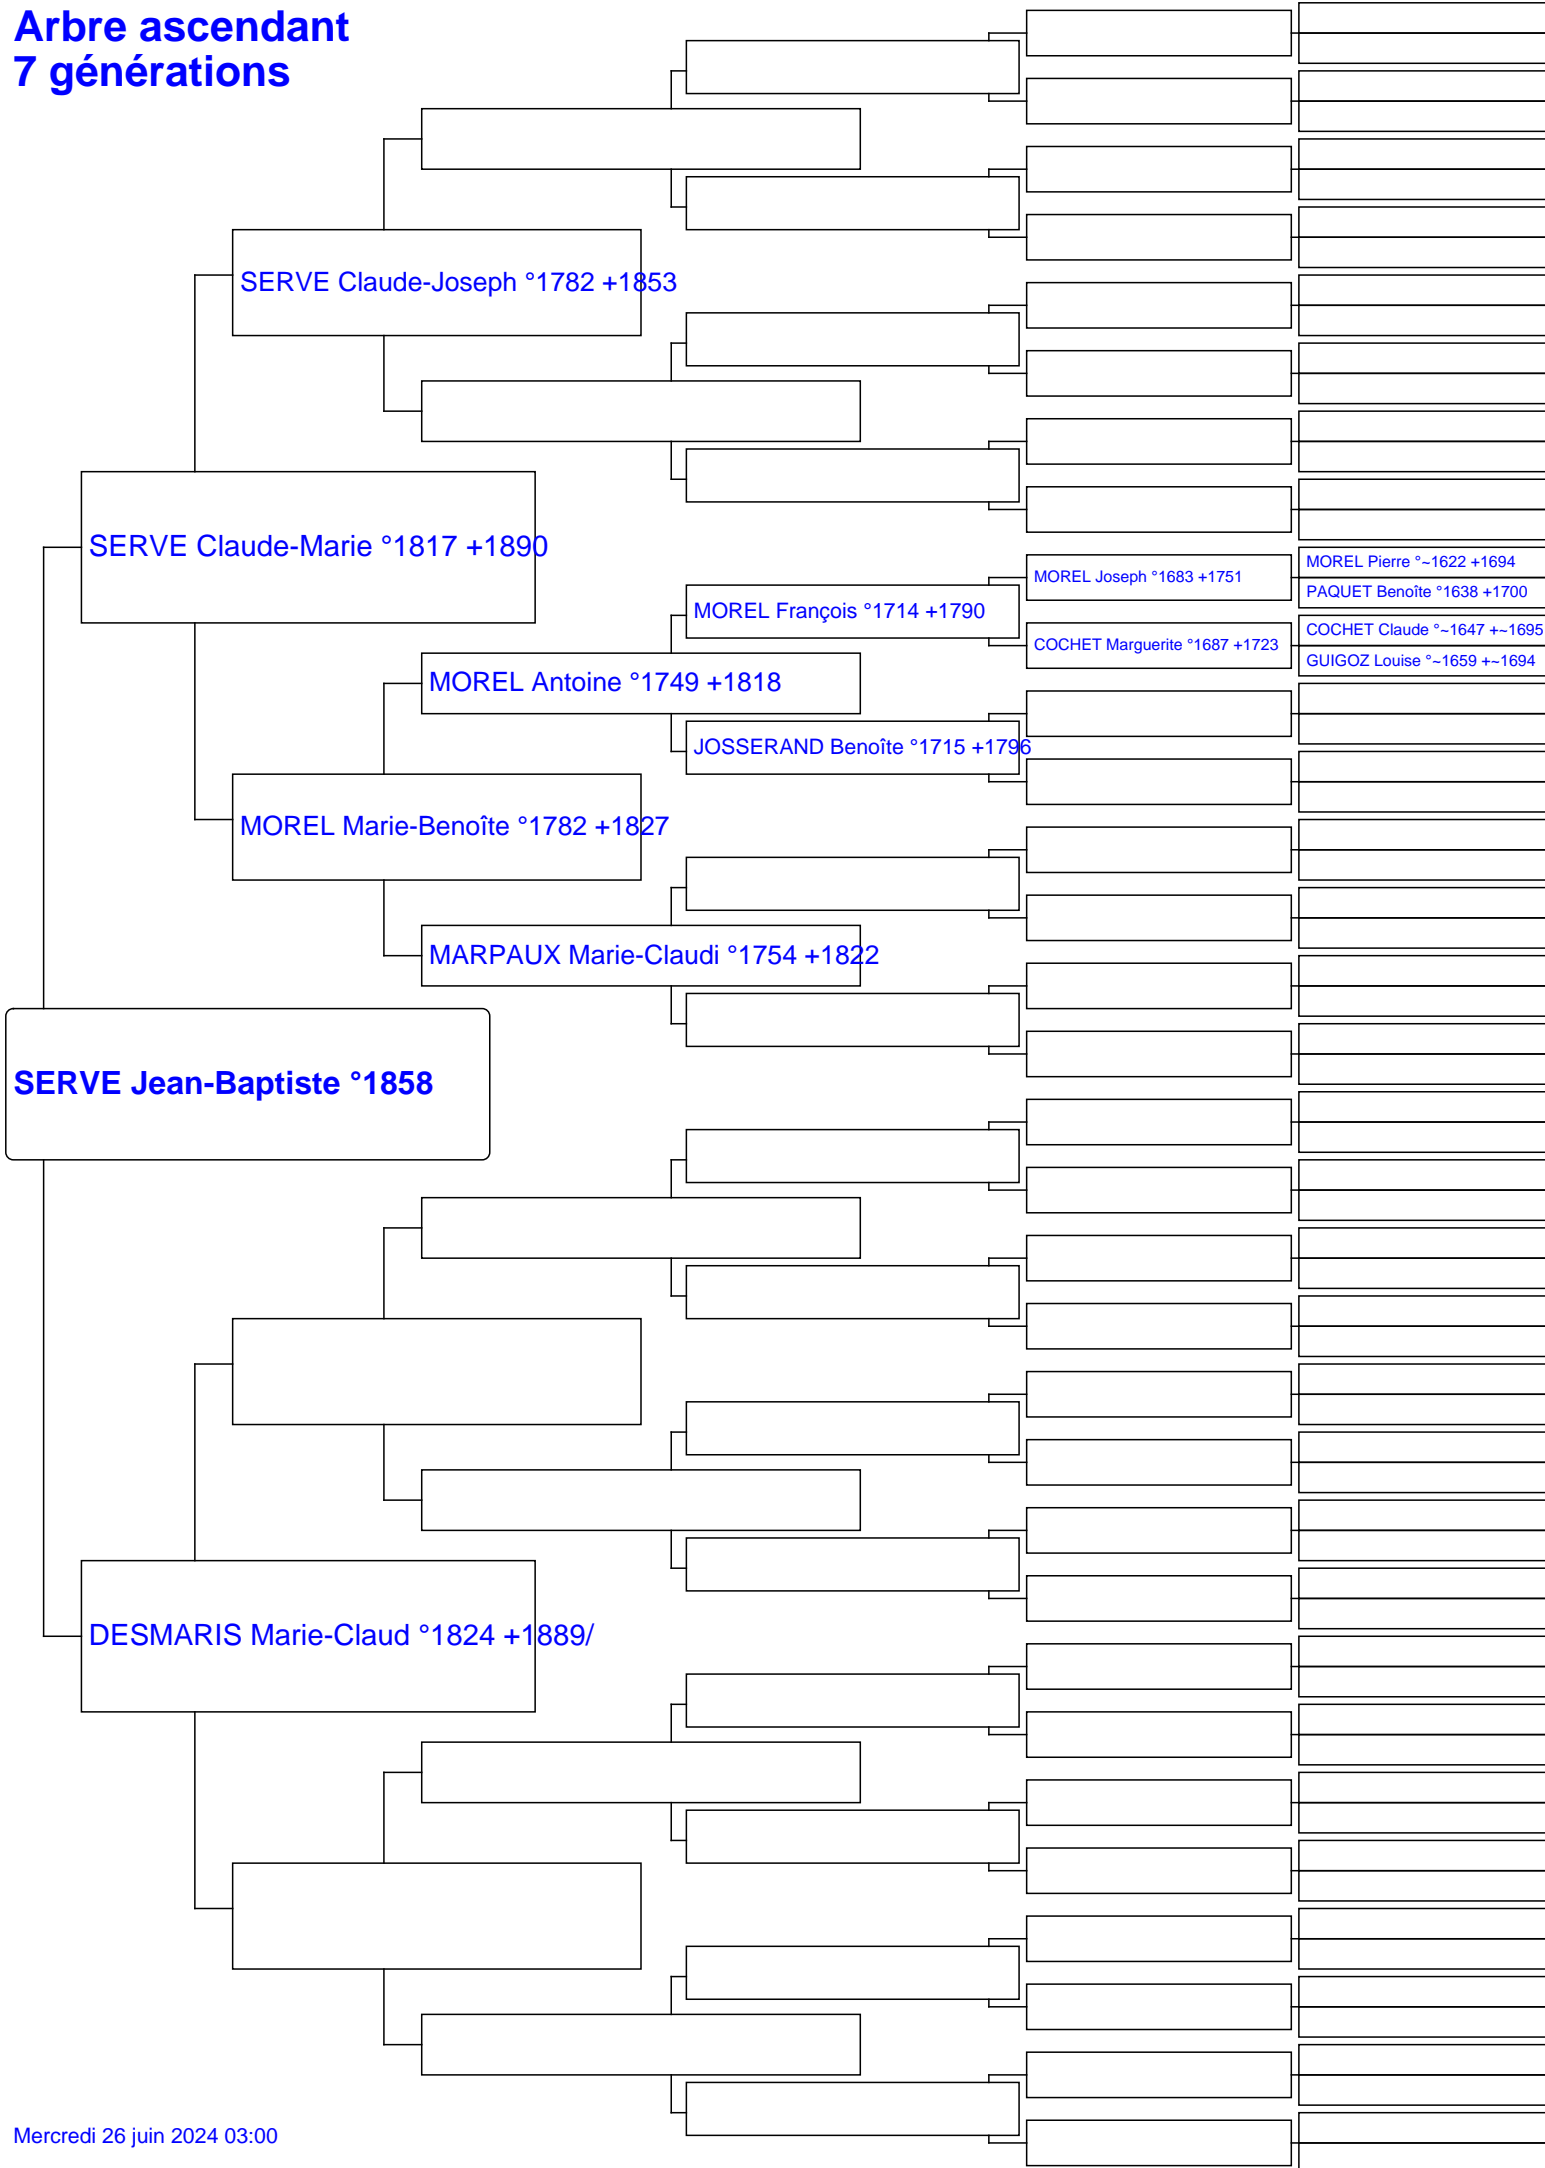 Arbre ascendant
7 générations
SERVE Claude-Joseph °1782 +1853
SERVE Claude-Marie °1817 +1890
MOREL Pierre °~1622 +1694
MOREL Joseph °1683 +1751
PAQUET Benoîte °1638 +1700
MOREL François °1714 +1790
COCHET Claude °~1647 +~1695
COCHET Marguerite °1687 +1723
GUIGOZ Louise °~1659 +~1694
MOREL Antoine °1749 +1818
JOSSERAND Benoîte °1715 +1796
MOREL Marie-Benoîte °1782 +1827
MARPAUX Marie-Claudi °1754 +1822
SERVE Jean-Baptiste °1858
DESMARIS Marie-Claud °1824 +1889/
Mercredi 26 juin 2024 03:00